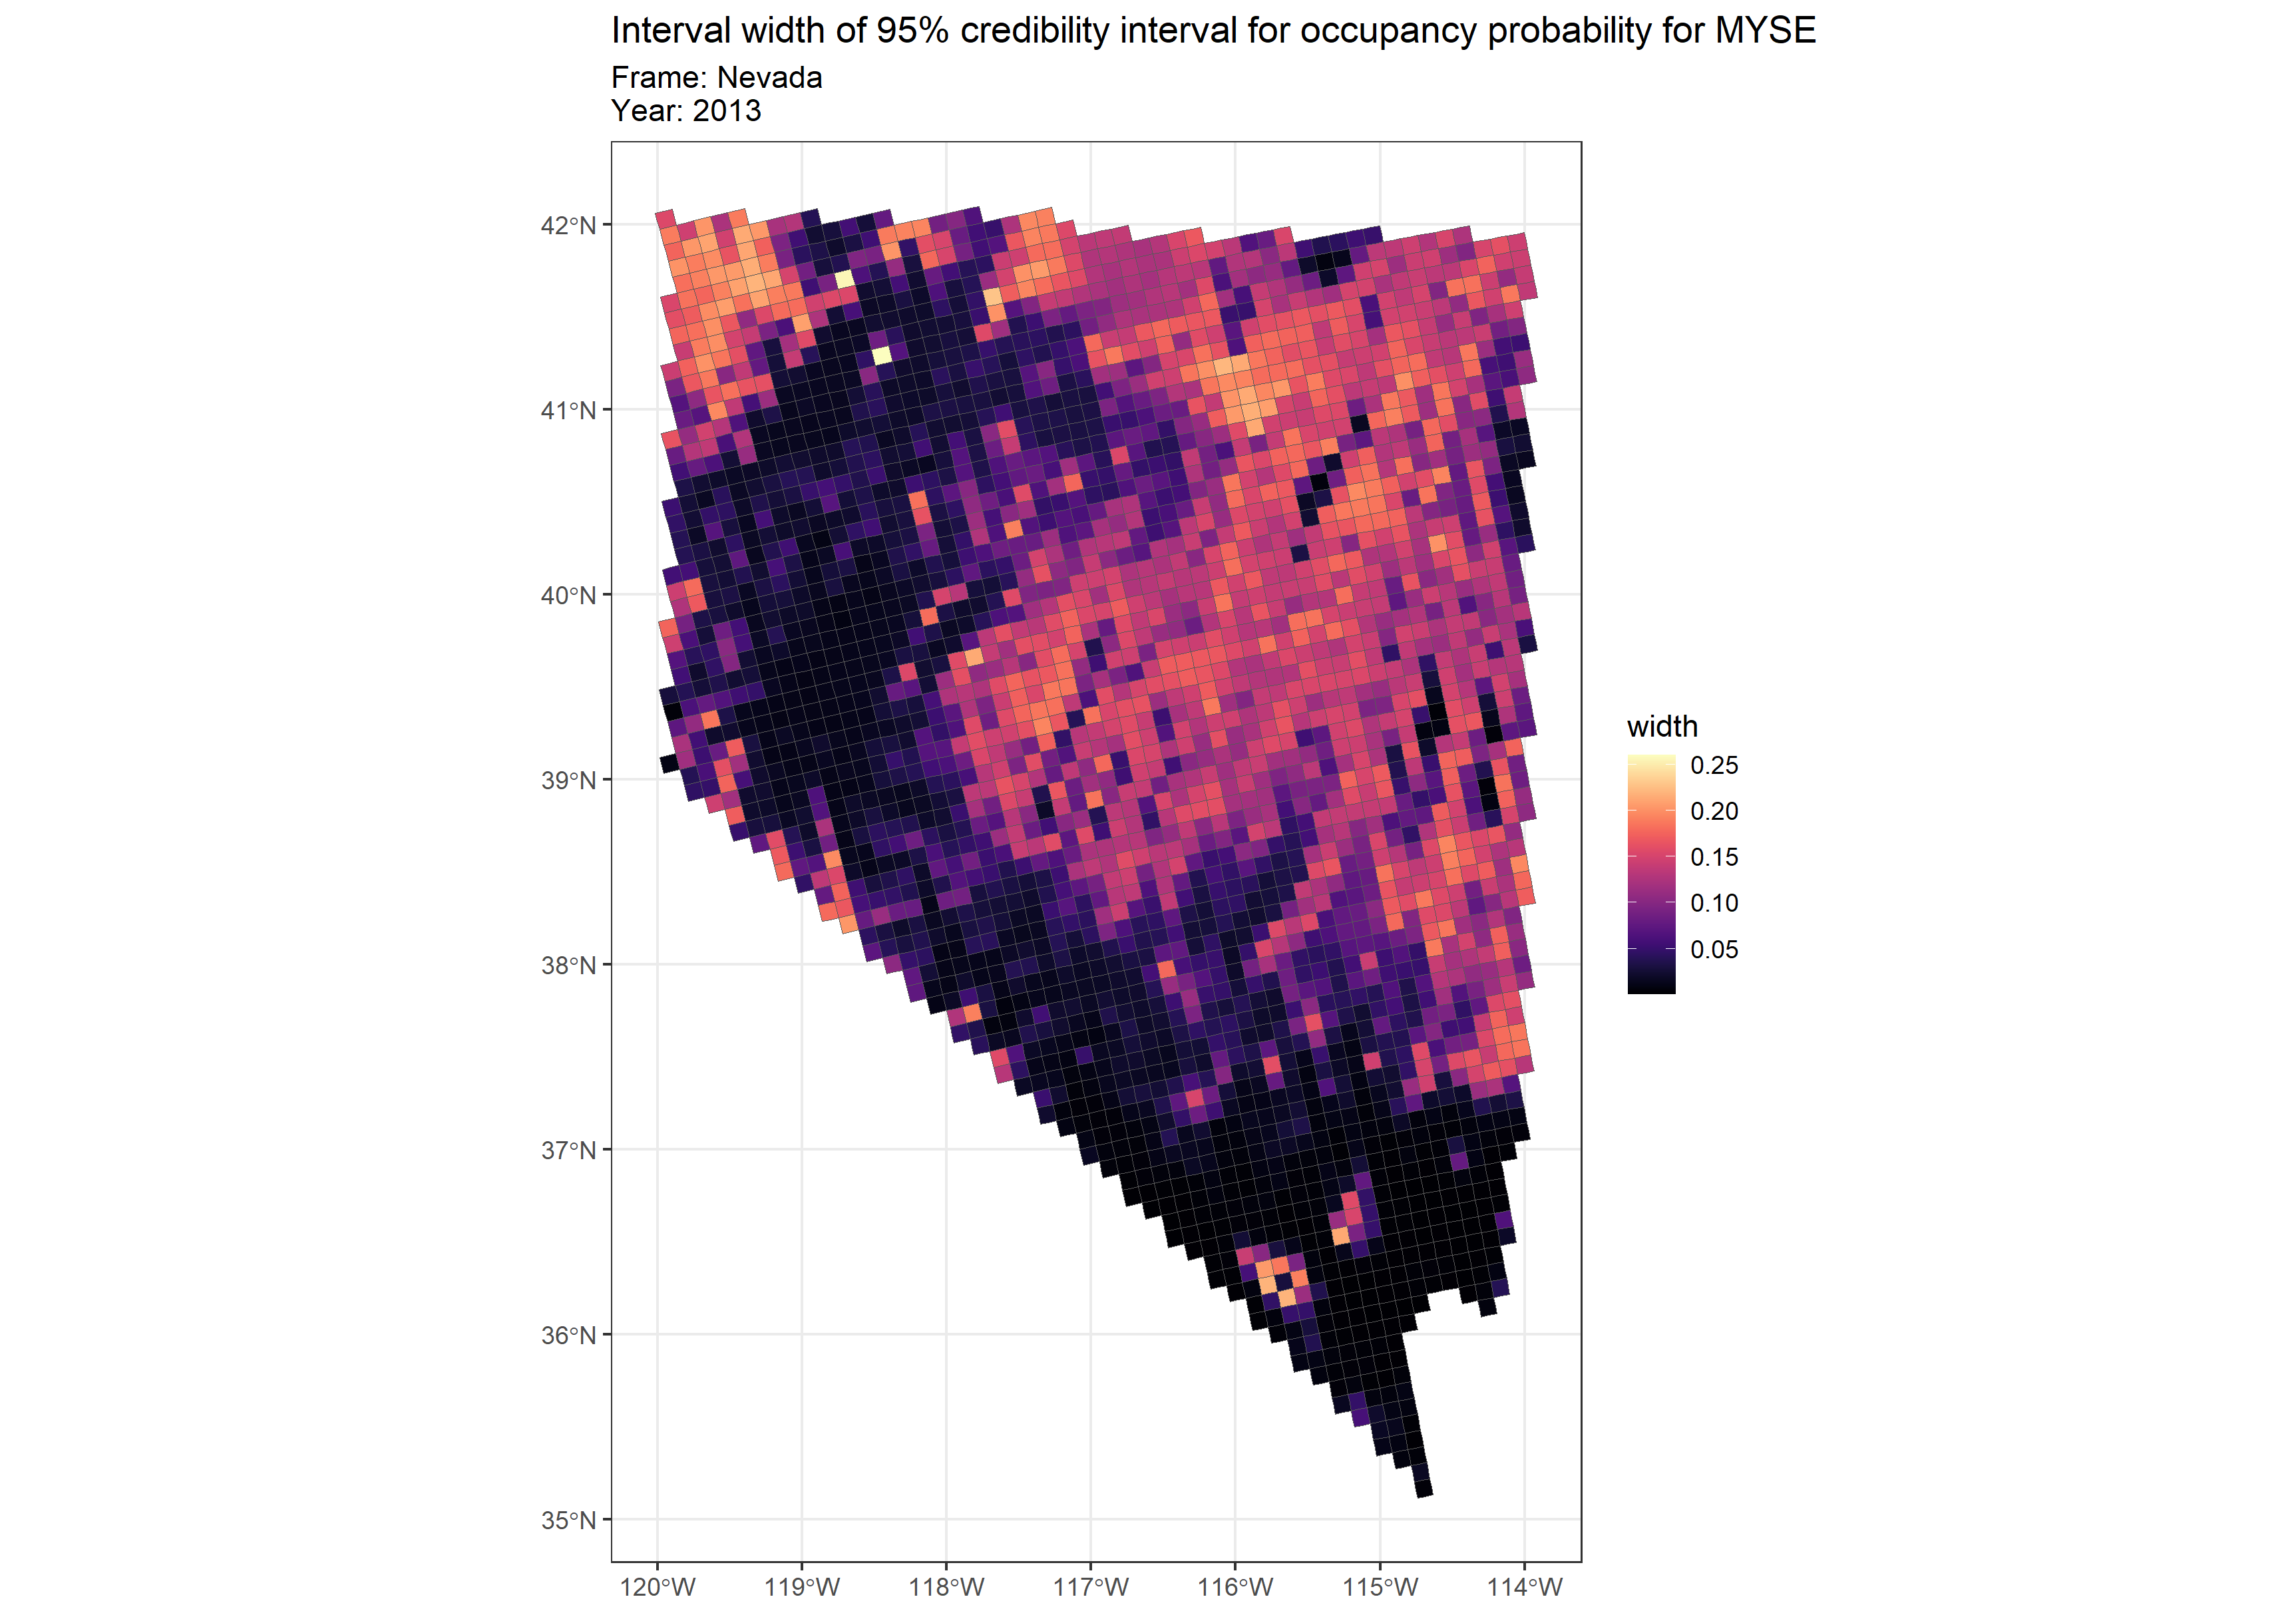 Interval width of 95% credibility interval for occupancy probability for MYSE
Frame: Nevada
Year: 2013
42°N
41°N
40°N
39°N
38°N
37°N
36°N
35°N
120°W 119°W 118°W 117°W 116°W 115°W 114°W
width
0.25
0.20
0.15
0.10
0.05